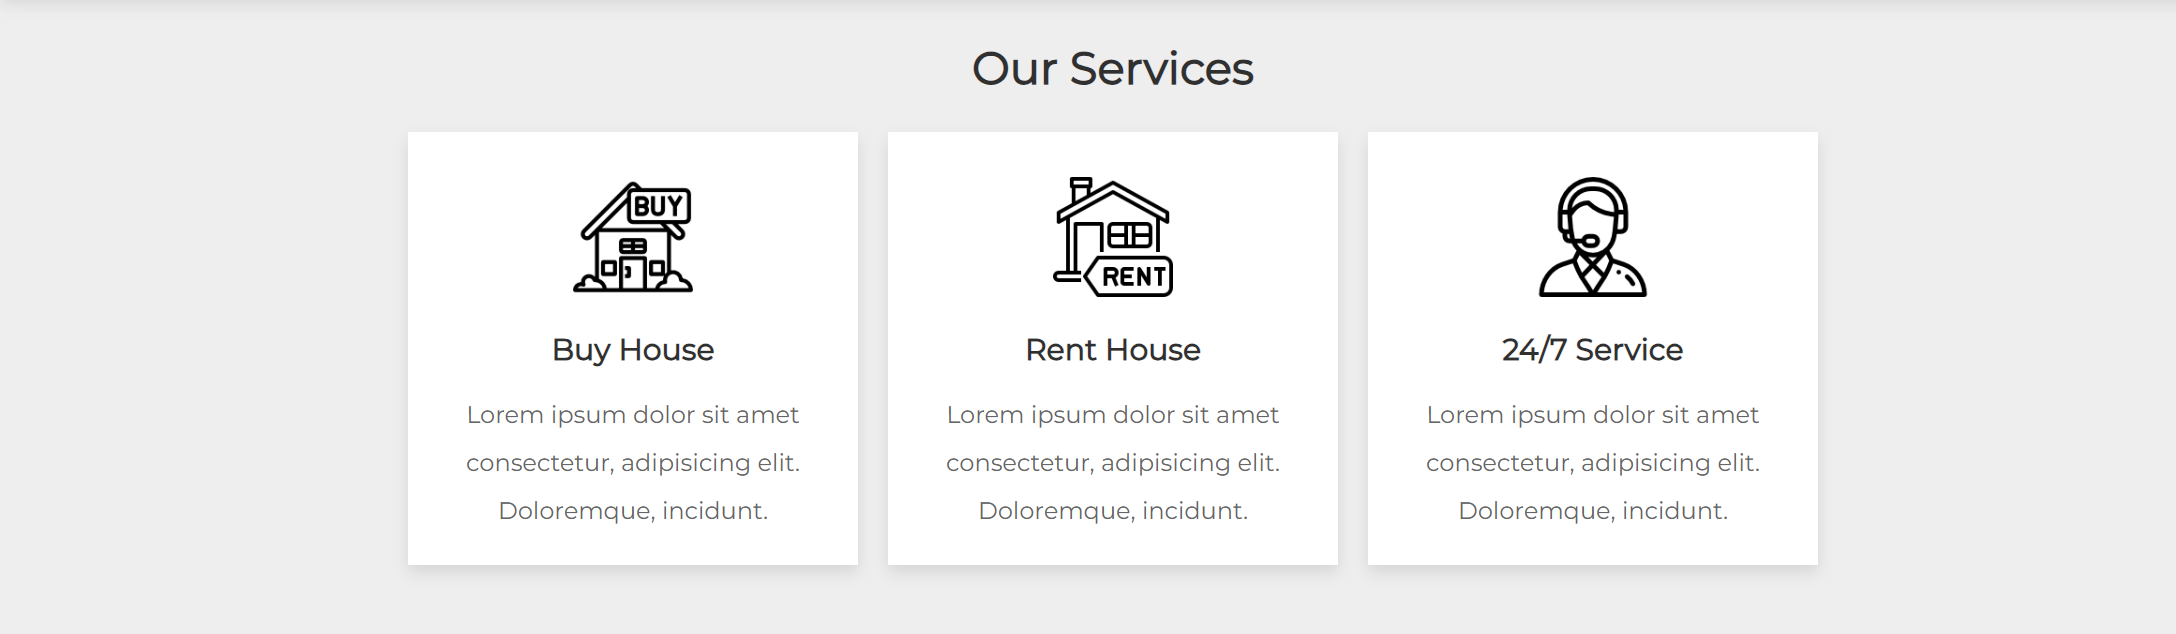 Our Services
BUY
Buy House
Lorem ipsum dolor sit amet
consectetur, adipisicing elit.
Doloremque, incidunt.
RENT
Rent House
Lorem ipsum dolor sit amet
consectetur, adipisicing elit.
Doloremque, incidunt.
24/7 Service
Lorem ipsum dolor sit amet
consectetur, adipisicing elit.
Doloremque, incidunt.